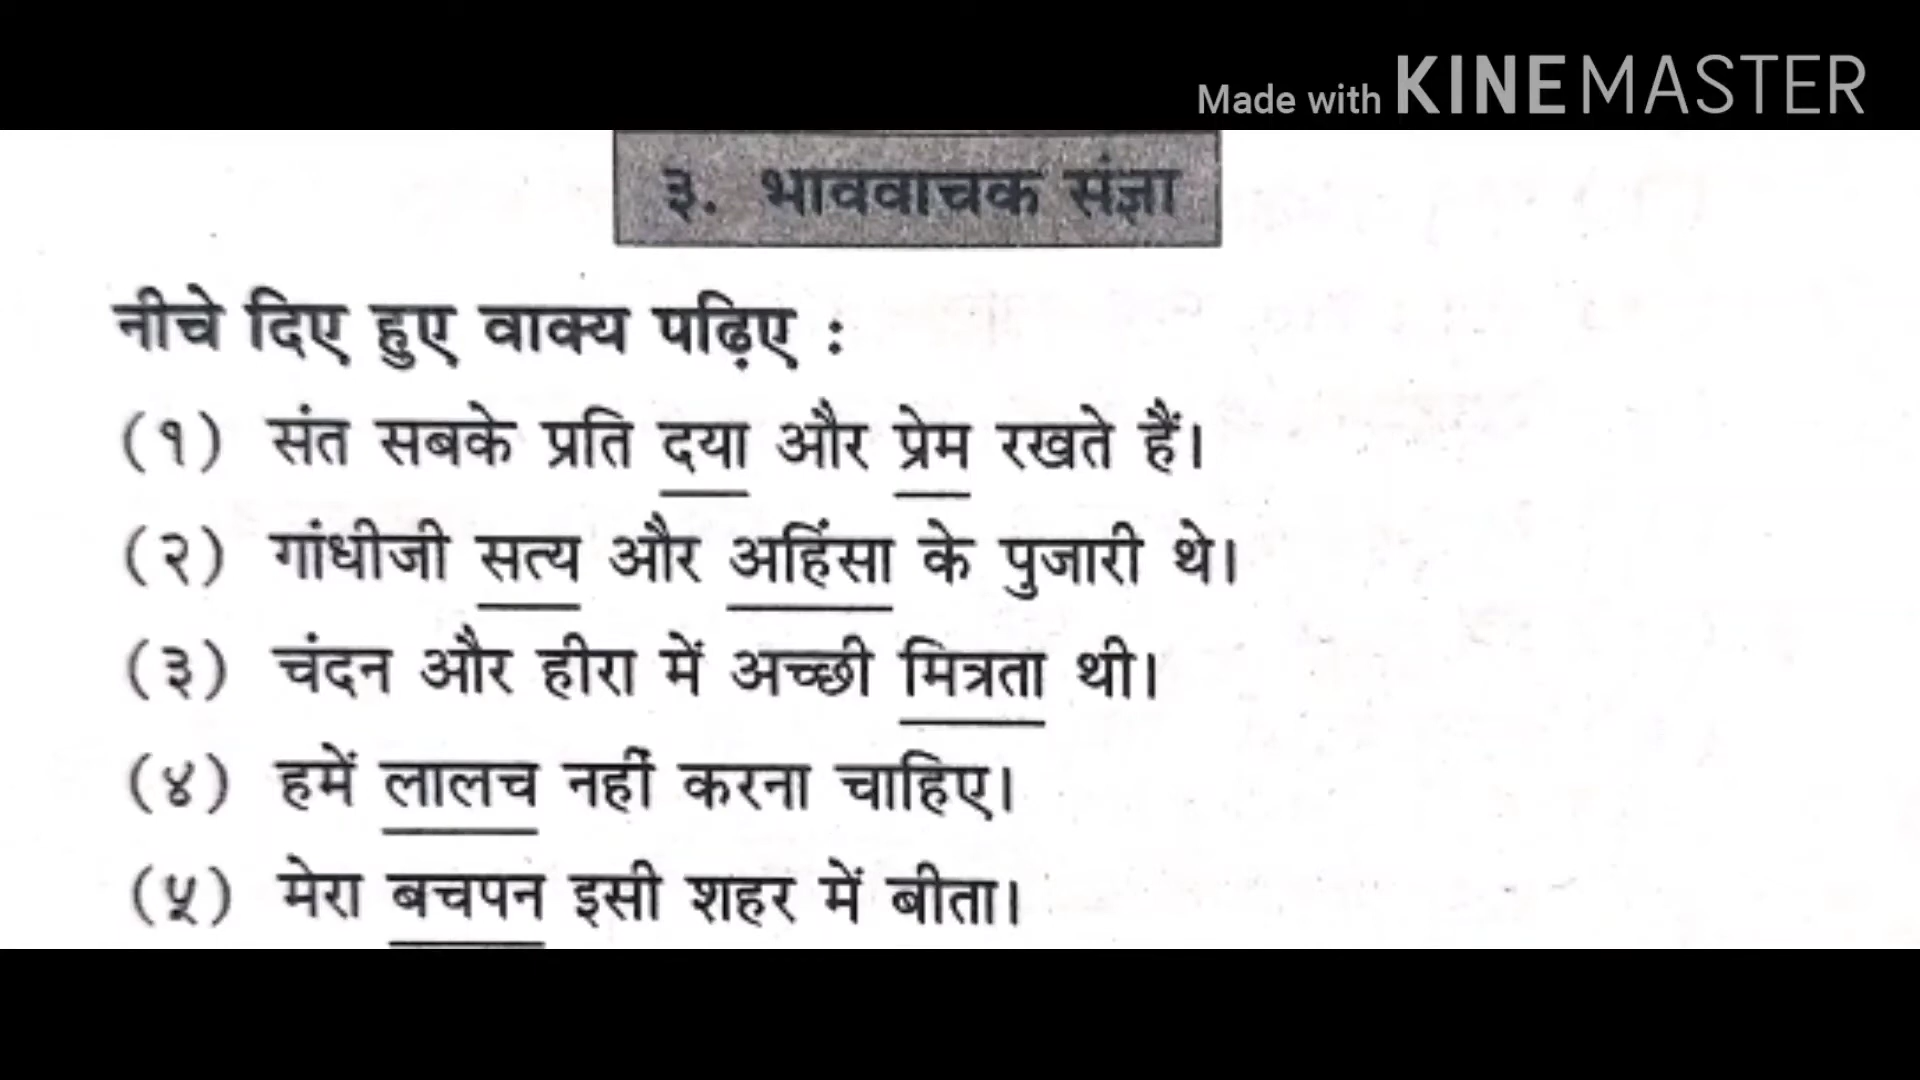 Made with KINEMASTER
३. भाववाचक संज्ञा
नीचे दिए हुए वाक्य पढ़िए :
(१) संत सबके प्रति दया और प्रेम रखते हैं।
(२) गांधीजी सत्य और अहिंसा के पुजारी थे।
(३) चंदन और हीरा में अच्छी मित्रता थी।
(४) हमें लालच नहीं करना चाहिए।
(५) मेरा बचपन इसी शहर में बीता।